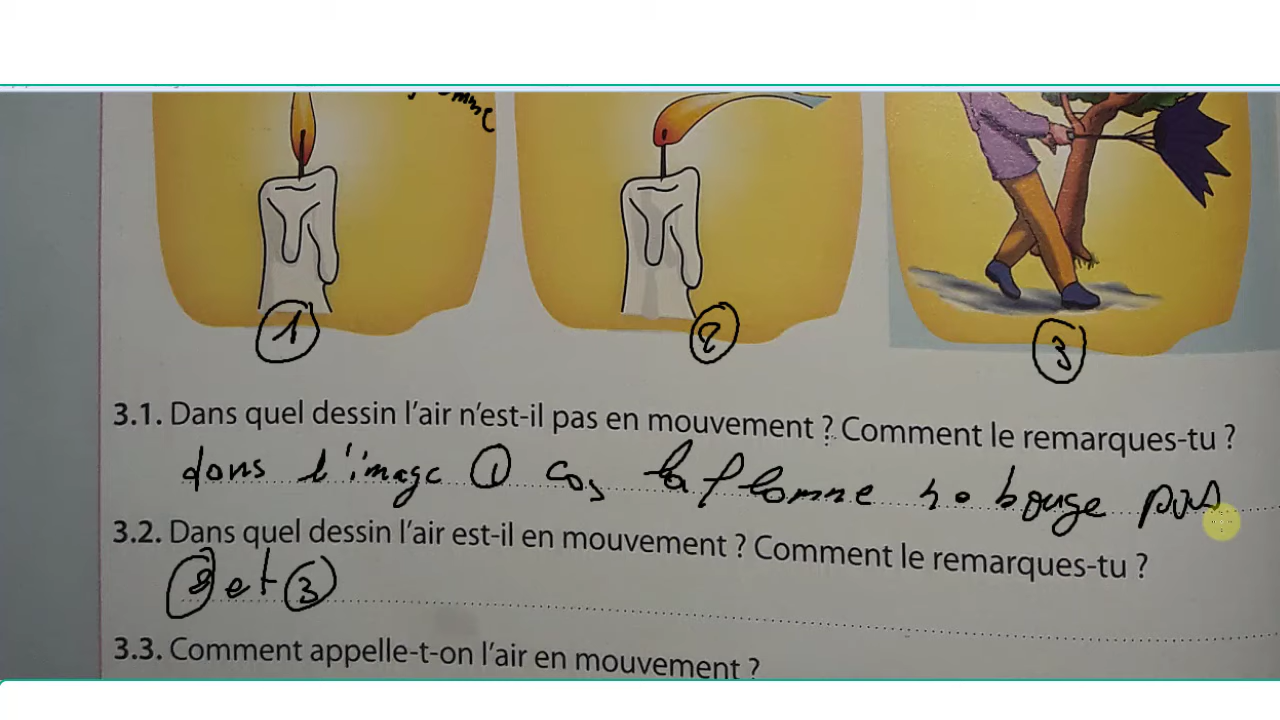 1
2
3
3.1. Dans quel dessin l'air n'est-il pas en mouvement ? Comment le remarques-tu ?
dans l'image 1 car la flamme ne bouge pas
3.2. Dans quel dessin l'air est-il en mouvement ? Comment le remarques-tu ?
2 et 3
3.3. Comment appelle-t-on l'air en mouvement ?